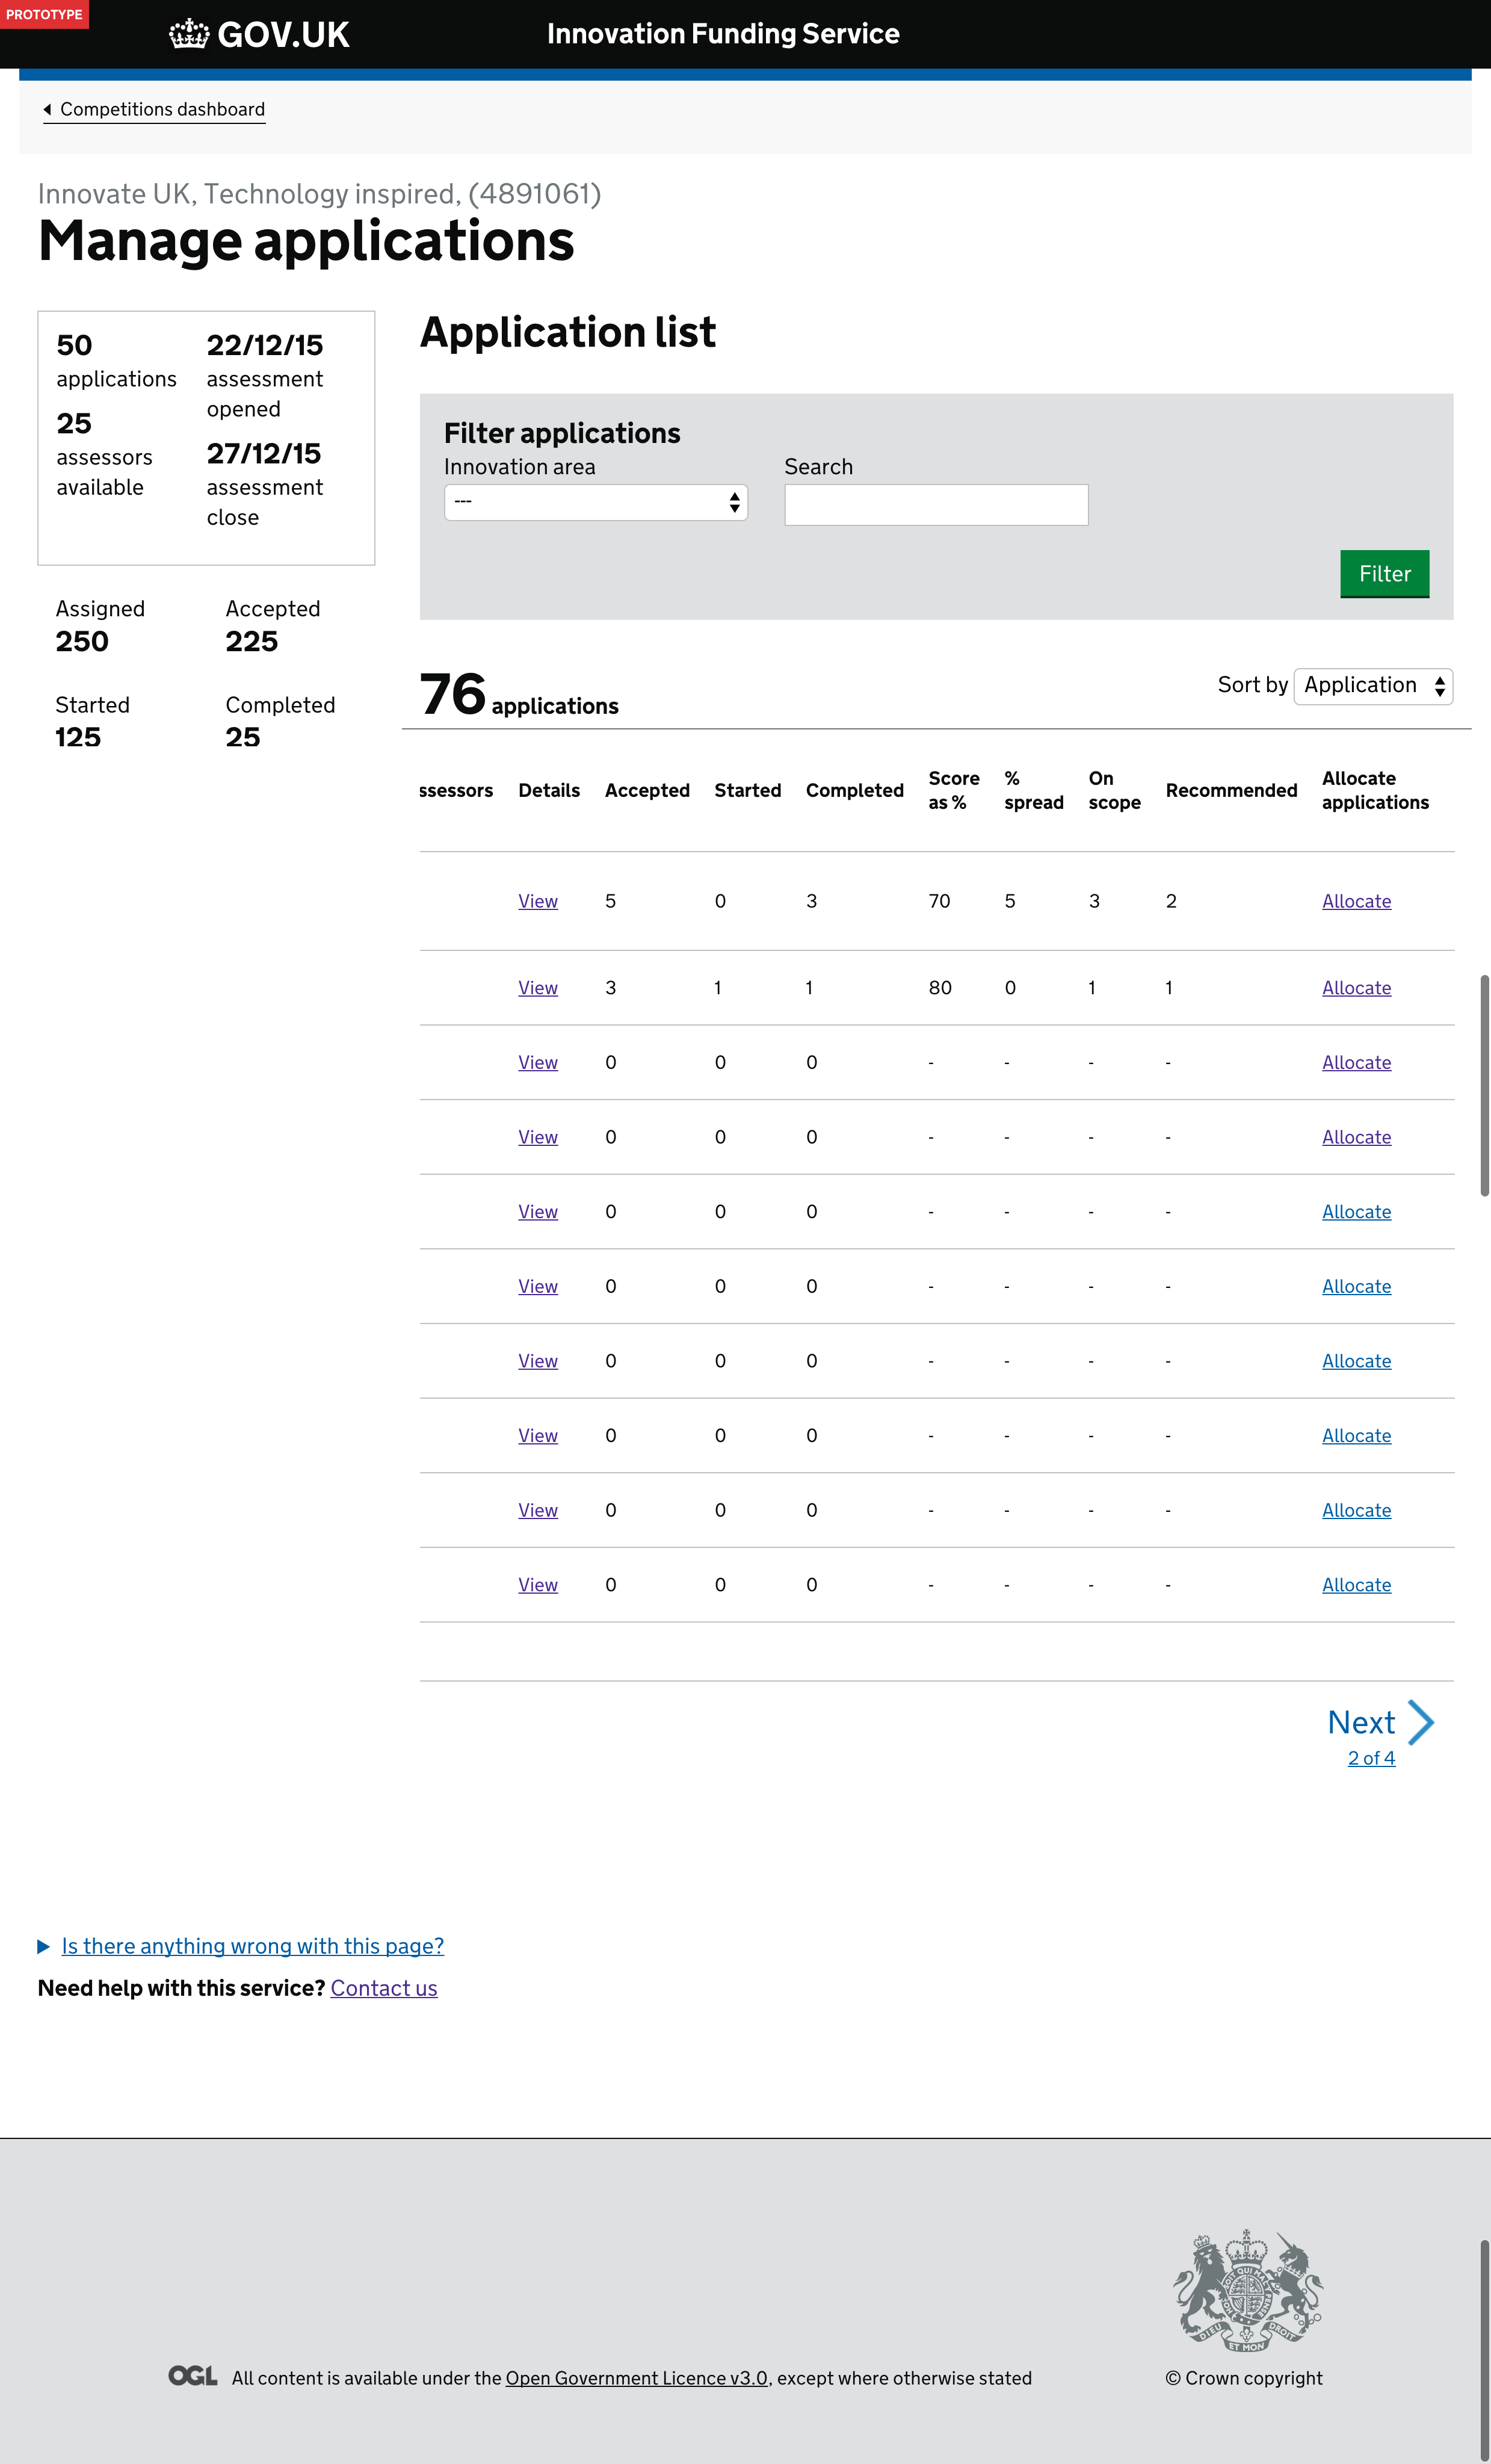 PROTOTYPE
GOV.UK
Innovation Funding Service
Competitions dashboard
Innovate UK, Technology inspired, (4891061)
Manage applications
50
applications
25
assessors
available
22/12/15
assessment
opened
27/12/15
assessment
close
Assigned
250
Accepted
225
Started
125
Completed
25
Application list
Filter applications
Innovation area
---
Search
Filter
76 applications
Sort by Application
ssessors Details Accepted Started Completed Score as % % spread On scope Recommended Allocate applications
View 5 0 3 70 5 3 2 Allocate
View 3 1 1 80 0 1 1 Allocate
View 0 0 0 - - - - Allocate
View 0 0 0 - - - - Allocate
View 0 0 0 - - - - Allocate
View 0 0 0 - - - - Allocate
View 0 0 0 - - - - Allocate
View 0 0 0 - - - - Allocate
View 0 0 0 - - - - Allocate
View 0 0 0 - - - - Allocate
Next
2 of 4
Is there anything wrong with this page?
Need help with this service? Contact us
DIEU ET MON DROIT
OGL All content is available under the Open Government Licence v3.0, except where otherwise stated
© Crown copyright